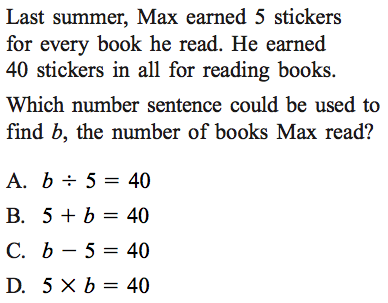 Last summer, Max earned 5 stickers
for every book he read. He earned
40 stickers in all for reading books.
Which number sentence could be used to
find b, the number of books Max read?
A. b ÷ 5 = 40
B. 5 + b = 40
C. b − 5 = 40
D. 5 × b = 40